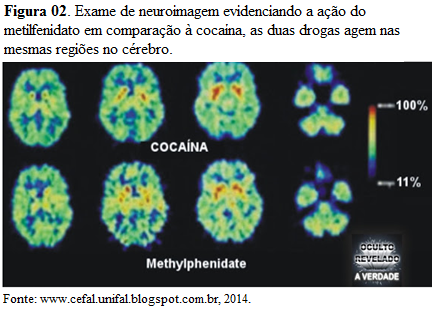 Figura 02. Exame de neuroimagem evidenciando a ação do
metilfenidato em comparação à cocaina, as duas drogas agem nas
mesmas regiões no cérebro.
100%
COCAÍNA
11%
Methylphenidate
OCULTO
REVELADO
A VERDADE
Fonte: www.cefal.unifal.blogspot.com.br, 2014.